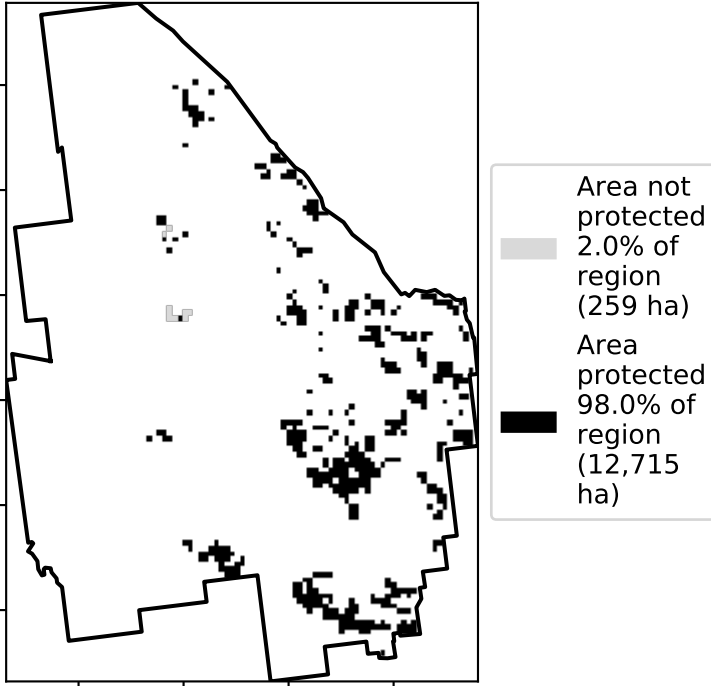 Area not
protected
2.0% of
region
(259 ha)
Area
protected
98.0% of
region
(12,715
ha)